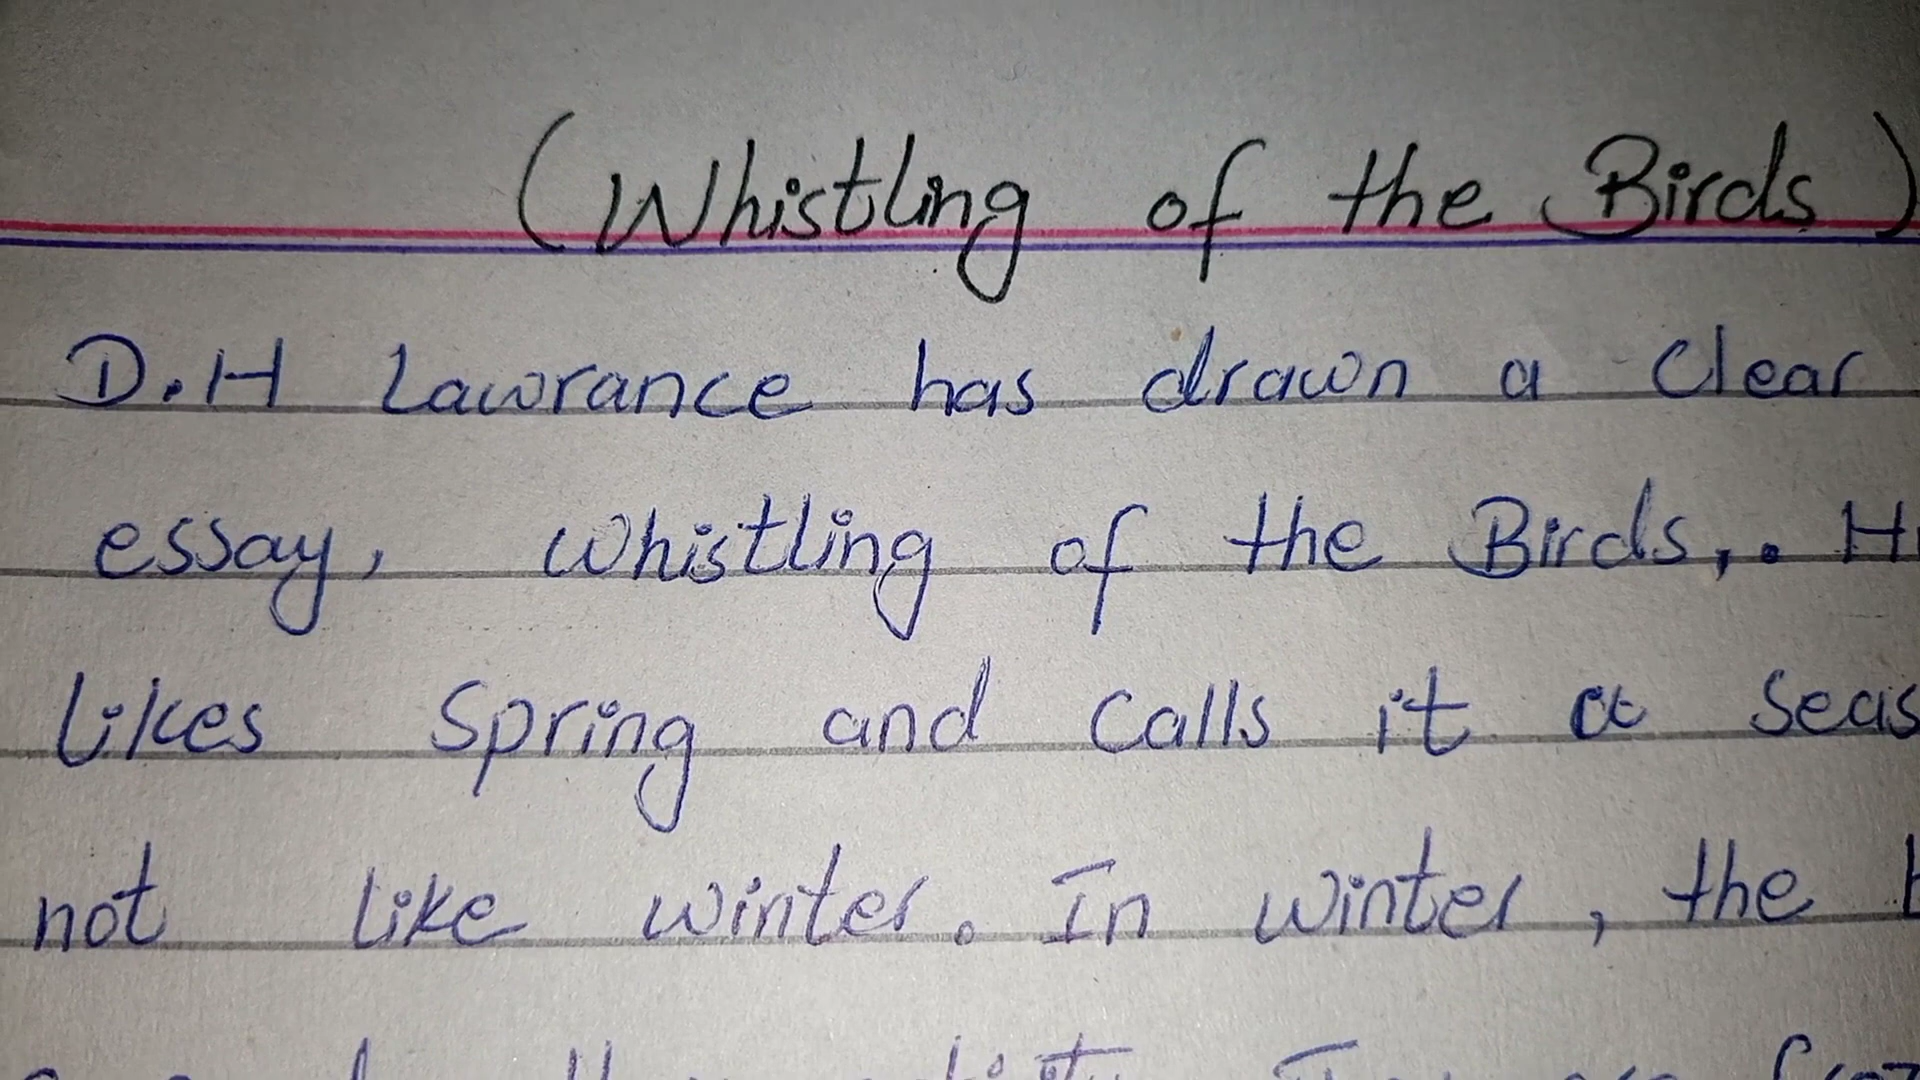 (Whistling of the Birds)
D.H Lawrance has drawn a Clear
essay, whistling of the Birds,. H
likes Spring and Calls it a Seas
not like winter. In winter, the